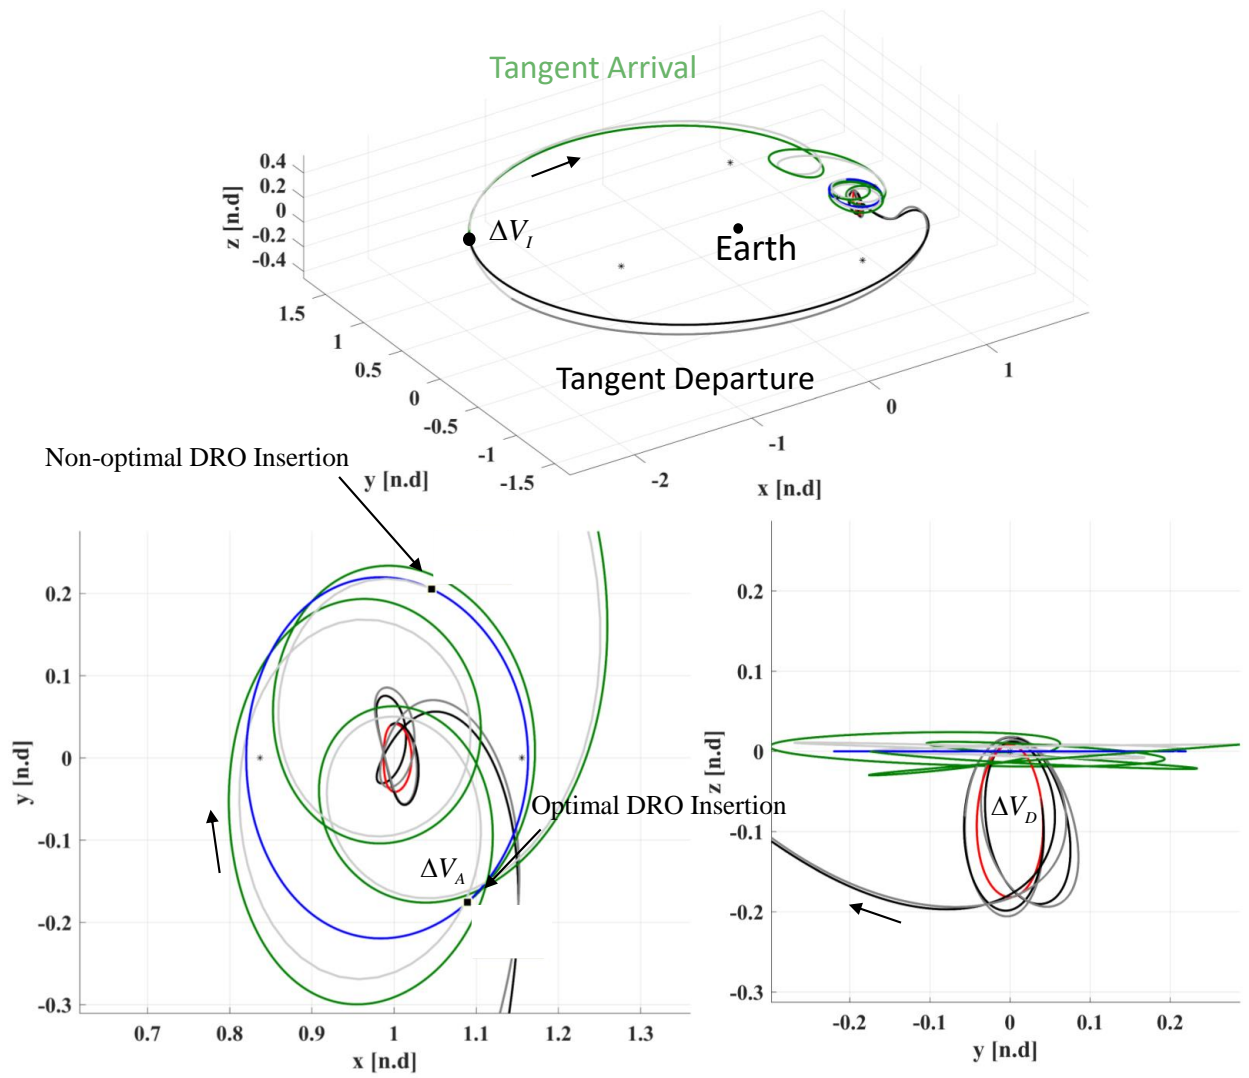 Tangent Arrival
0.4
0.2
0
-0.2
-0.4
z [n.d]
ΔV_I
Earth
Tangent Departure
1.5
1
0.5
0
-0.5
-1
-1.5
y [n.d]
-2
-1
0
1
x [n.d]
Non-optimal DRO Insertion
0.2
0.1
0
-0.1
-0.2
-0.3
y [n.d]
ΔV_A
Optimal DRO Insertion
0.7
0.8
0.9
1
1.1
1.2
1.3
x [n.d]
0.2
0.1
0
-0.1
-0.2
-0.3
z [n.d]
ΔV_D
-0.2
-0.1
0
0.1
0.2
y [n.d]